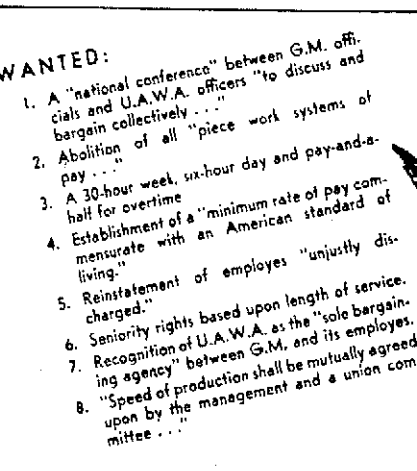 WANTED:
1. A "national conference" between G.M. offi-
cials and U.A.W.A. officers "to discuss and
bargain collectively . . ."
2. Abolition of all "piece work systems of
pay . . ."
3. A 30-hour week, six-hour day and pay-and-a-
half for overtime
4. Establishment of a "minimum rate of pay com-
mensurate with an American standard of
living."
5. Reinstatement of employes "unjustly dis-
charged."
6. Seniority rights based upon length of service.
7. Recognition of U.A.W.A. as the "sole bargain-
ing agency" between G.M. and its employes.
8. "Speed of production shall be mutually agreed
upon by the management and a union com
mittee . . ."